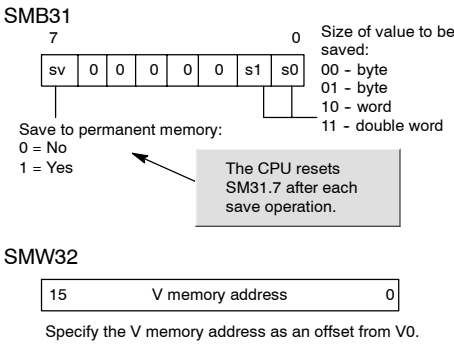 SMB31
7 0
sv 0 0 0 0 0 s1 s0
Size of value to be
saved:
00 - byte
01 - byte
10 - word
11 - double word
Save to permanent memory:
0 = No
1 = Yes
The CPU resets
SM31.7 after each
save operation.
SMW32
15 V memory address 0
Specify the V memory address as an offset from V0.